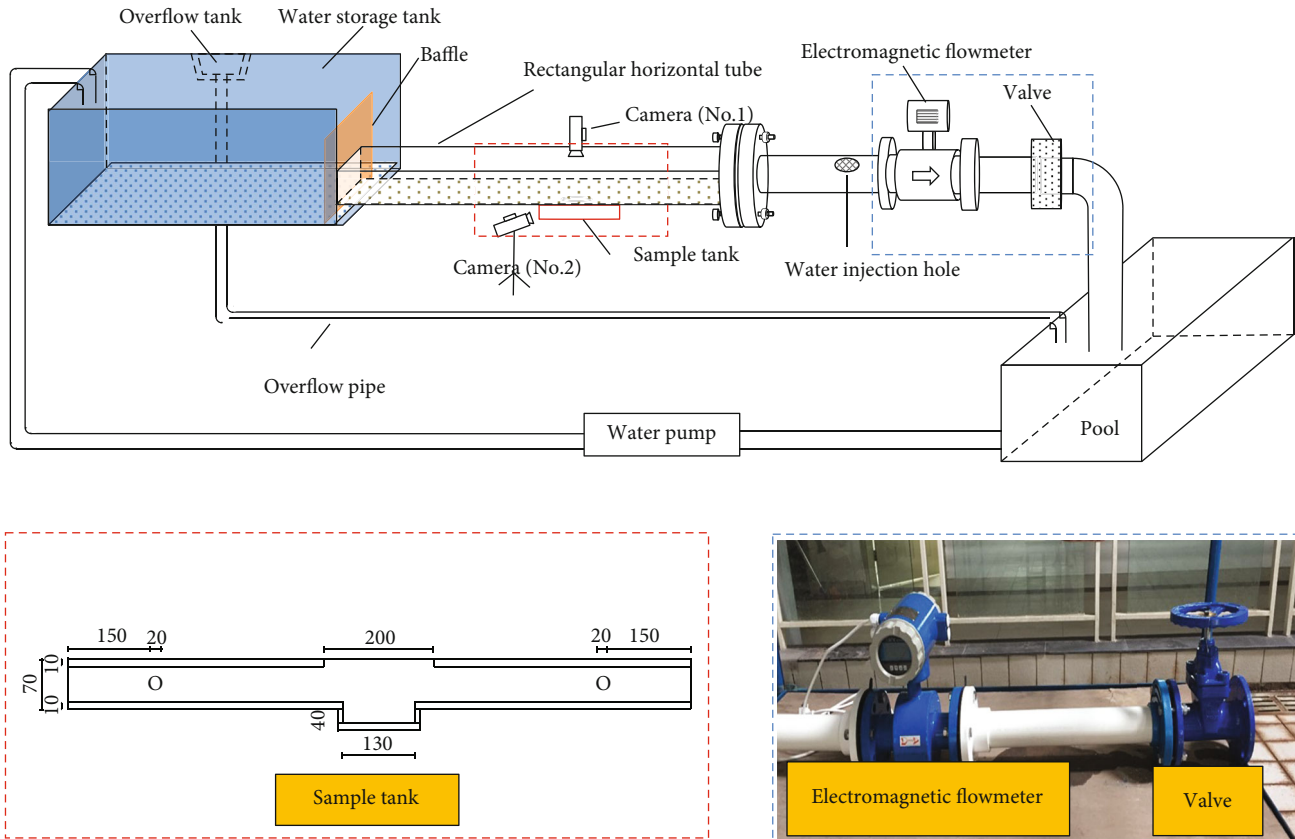 Overflow tank
Water storage tank
Baffle
Rectangular horizontal tube
Camera (No.1)
Electromagnetic flowmeter
Valve
Camera (No.2)
Sample tank
Water injection hole
Overflow pipe
Water pump
Pool
150
20
200
20
150
10
70
10
O
O
40
130
Sample tank
Electromagnetic flowmeter
Valve